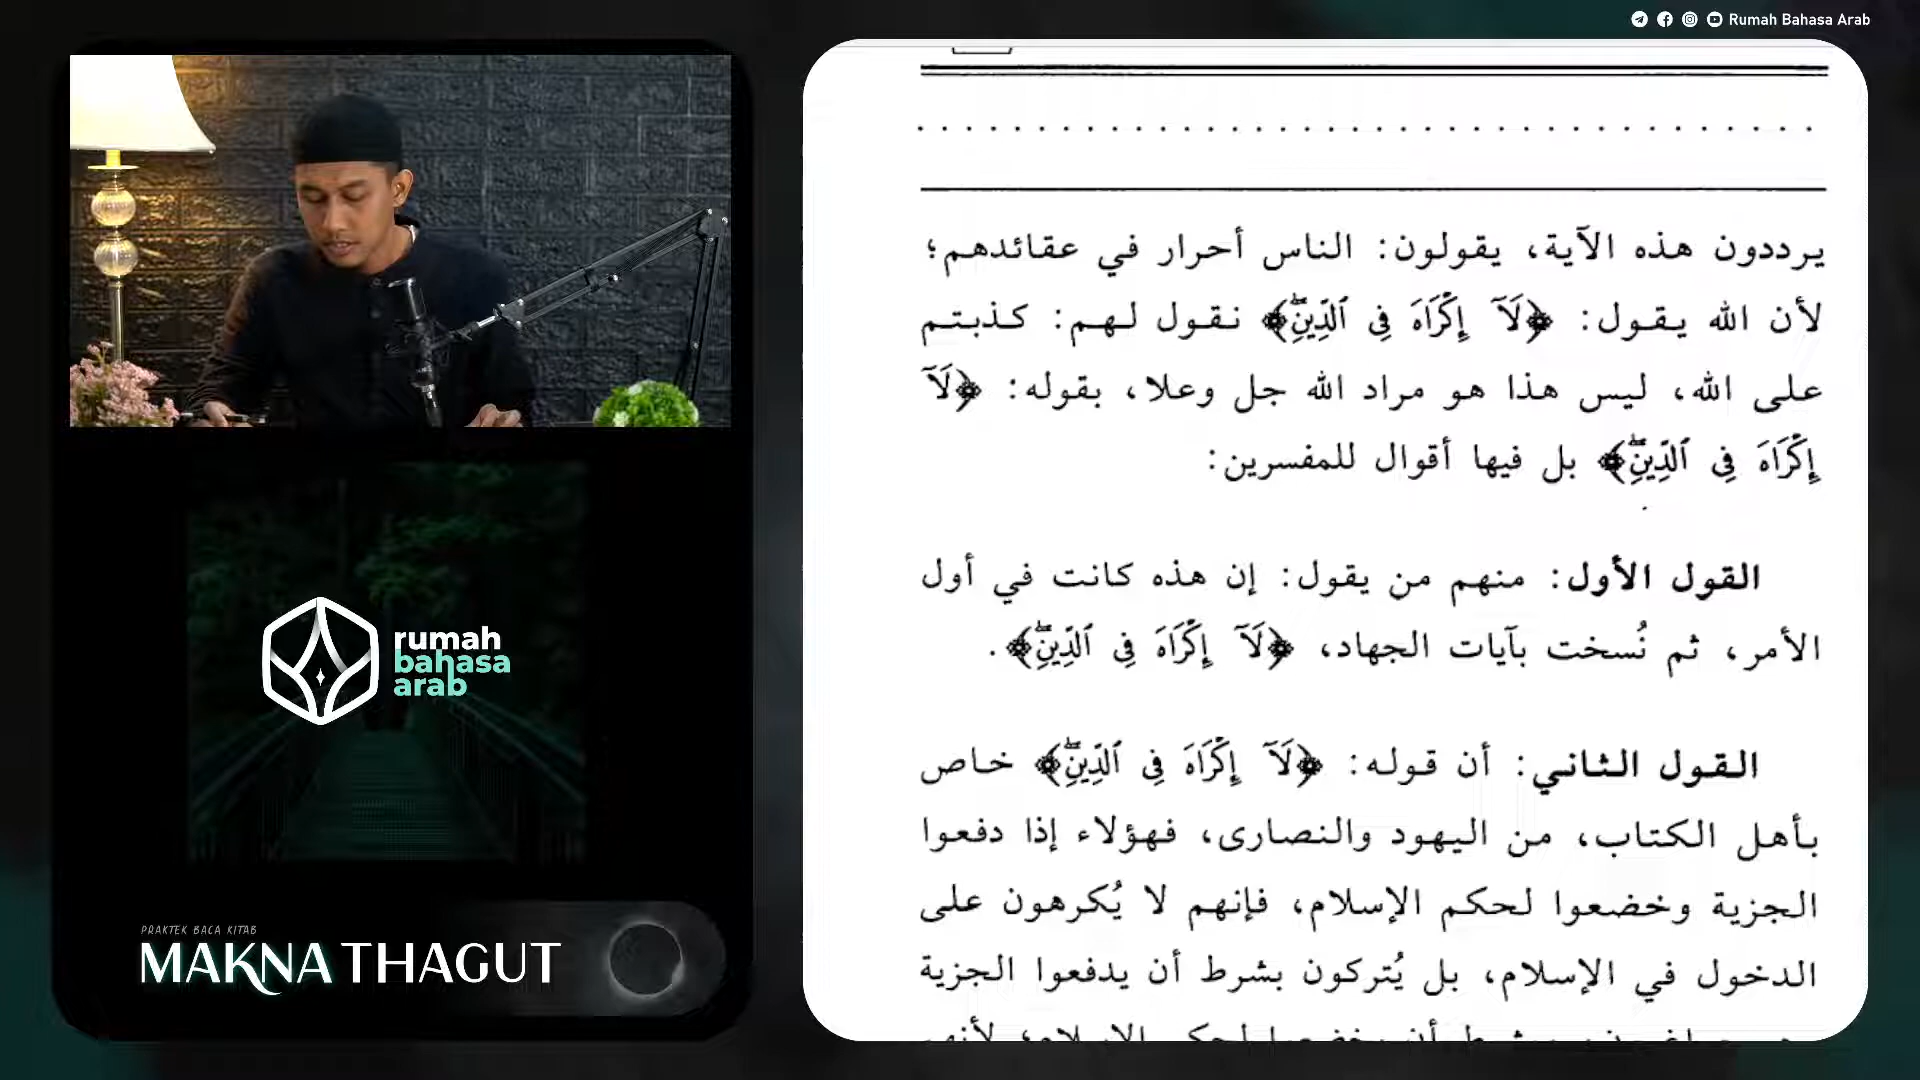 Rumah Bahasa Arab
يرددون هذه الآية، يقولون: الناس أحرار في عقائدهم؛
لأن الله يقول: ﴿لَآ إِكْرَاهَ فِى ٱلدِّينِۖ﴾ نقول لهم: كذبتم
على الله، ليس هذا هو مراد الله جل وعلا، بقوله: ﴿لَآ
إِكْرَاهَ فِى ٱلدِّينِۖ﴾ بل فيها أقوال للمفسرين:
القول الأول: منهم من يقول: إن هذه كانت في أول
الأمر، ثم نُسخت بآيات الجهاد، ﴿لَآ إِكْرَاهَ فِى ٱلدِّينِۖ﴾.
القول الثاني: أن قوله: ﴿لَآ إِكْرَاهَ فِى ٱلدِّينِۖ﴾ خاص
بأهل الكتاب، من اليهود والنصارى، فهؤلاء إذا دفعوا
الجزية وخضعوا لحكم الإسلام، فإنهم لا يُكرهون على
الدخول في الإسلام، بل يُتركون بشرط أن يدفعوا الجزية
rumah
bahasa
arab
PRAKTEK BACA KITAB
MAKNA THAGUT